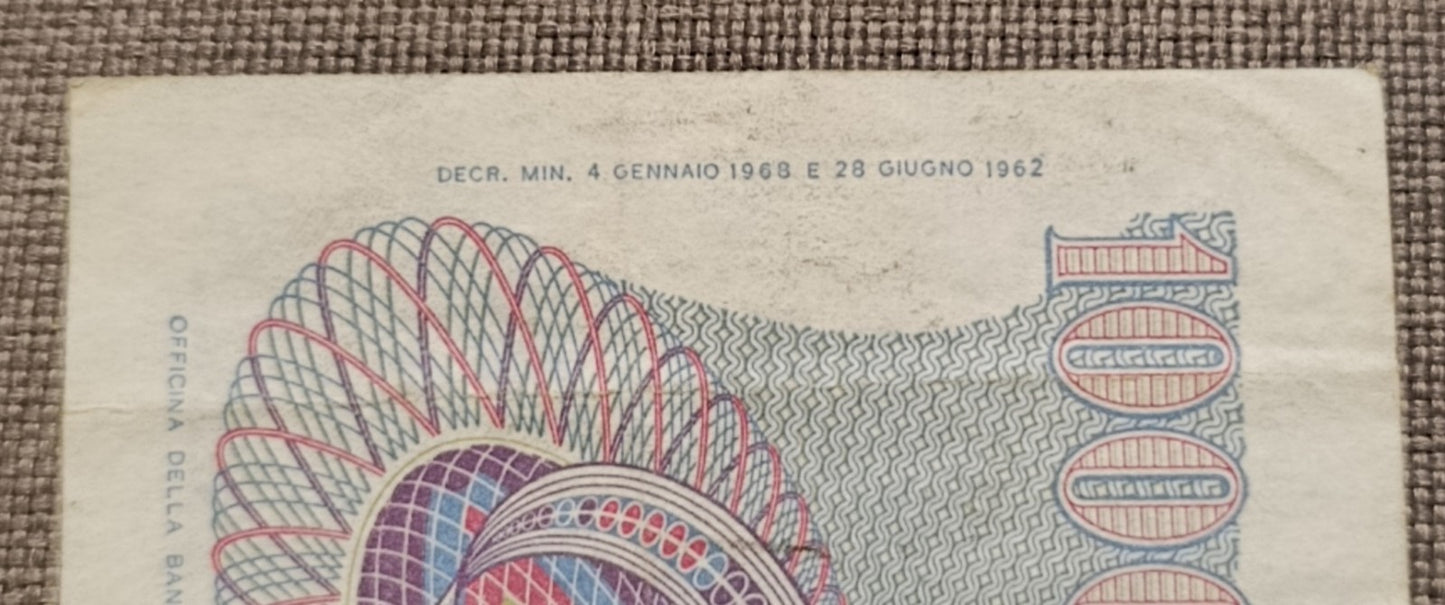 DECR. MIN. 4 GENNAIO 1968 E 28 GIUGNO 1962
100
OFFICINA DELLA BAN